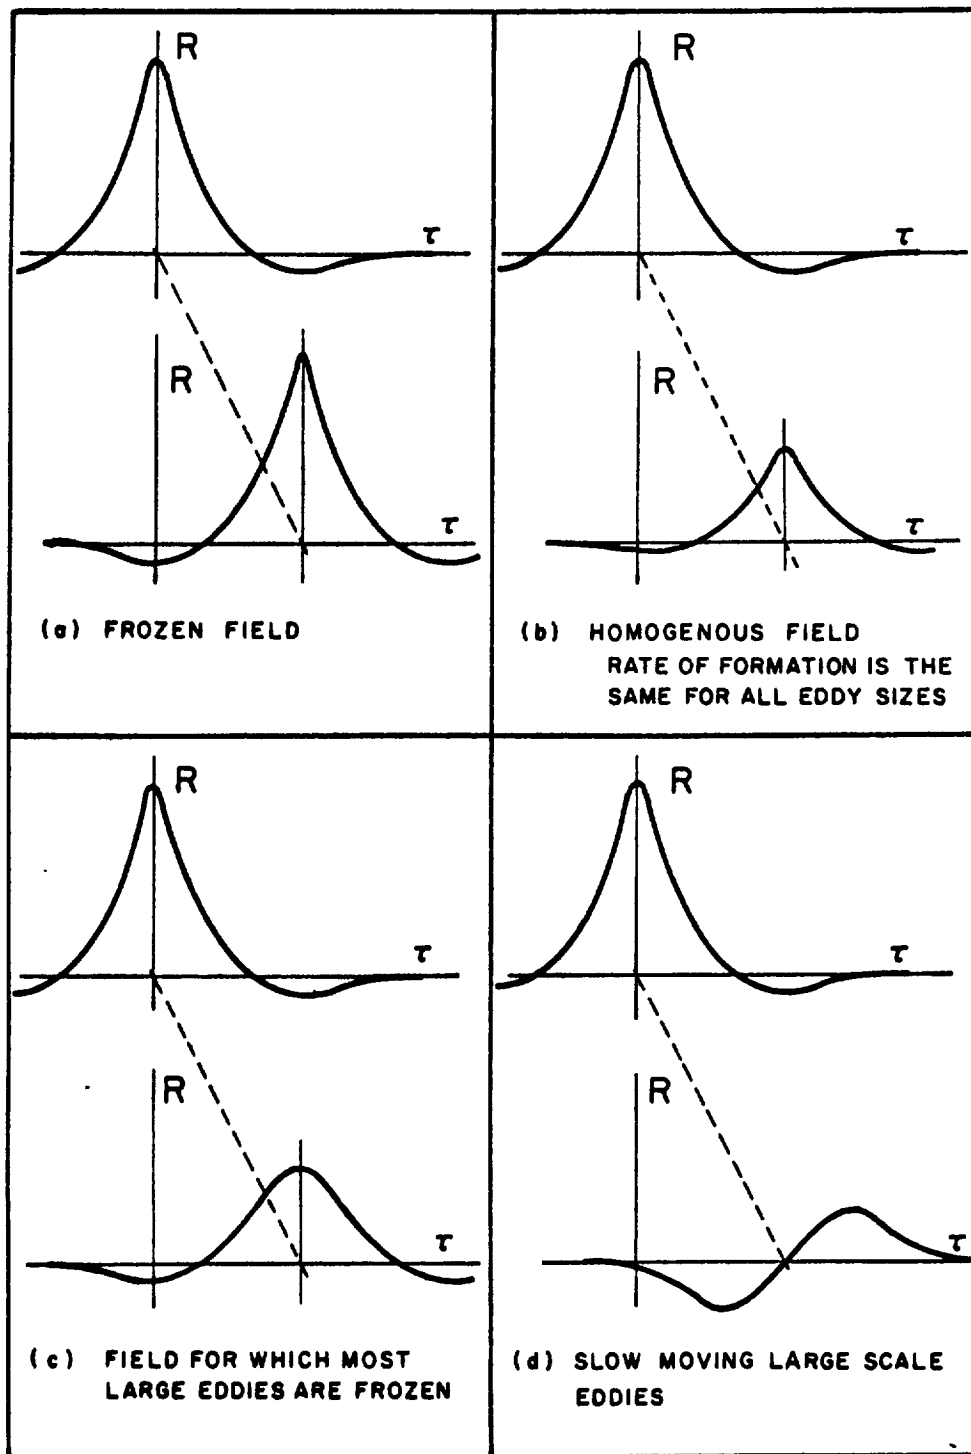 R
τ
R
τ
(a) FROZEN FIELD
R
τ
R
τ
(b) HOMOGENOUS FIELD
RATE OF FORMATION IS THE
SAME FOR ALL EDDY SIZES
R
τ
R
τ
(c) FIELD FOR WHICH MOST
LARGE EDDIES ARE FROZEN
R
τ
R
τ
(d) SLOW MOVING LARGE SCALE
EDDIES